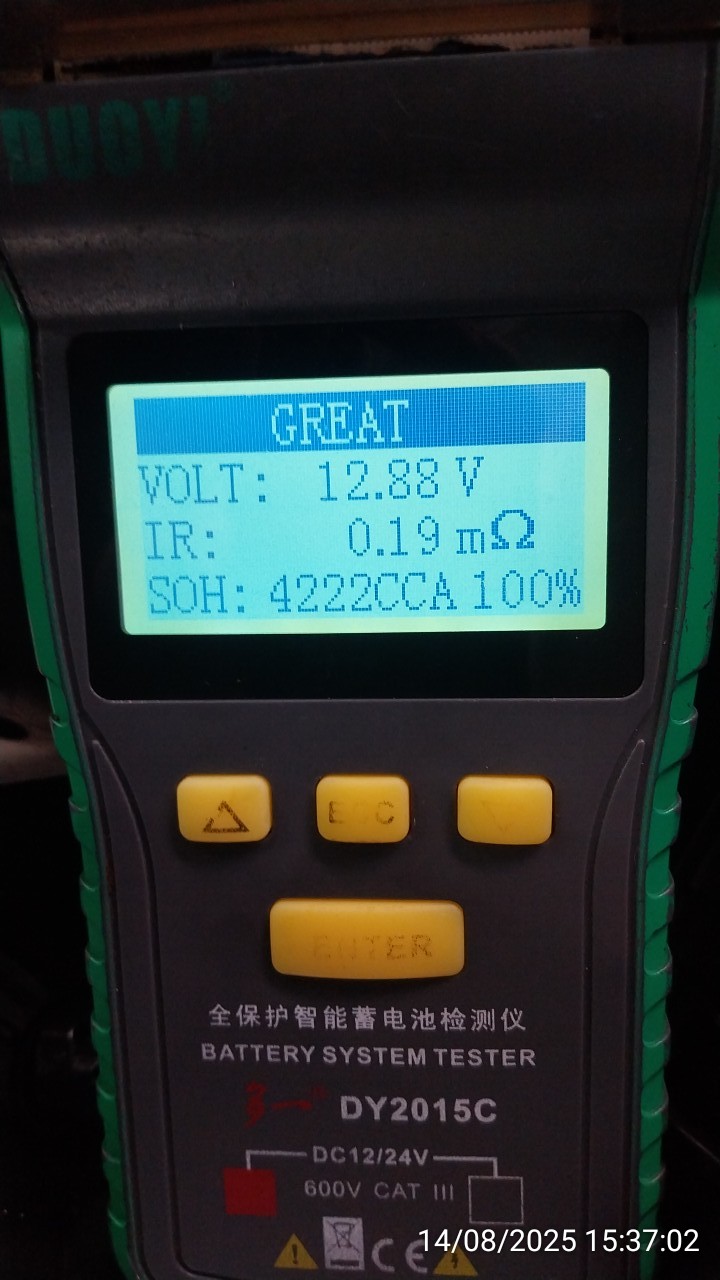 DUOYI
GREAT
VOLT: 12.88 V
IR: 0.19 mΩ
SOH: 4222CCA 100%
ESC
ENTER
全保护智能蓄电池检测仪
BATTERY SYSTEM TESTER
DY2015C
DC12/24V
600V CAT III
CE
14/08/2025 15:37:02